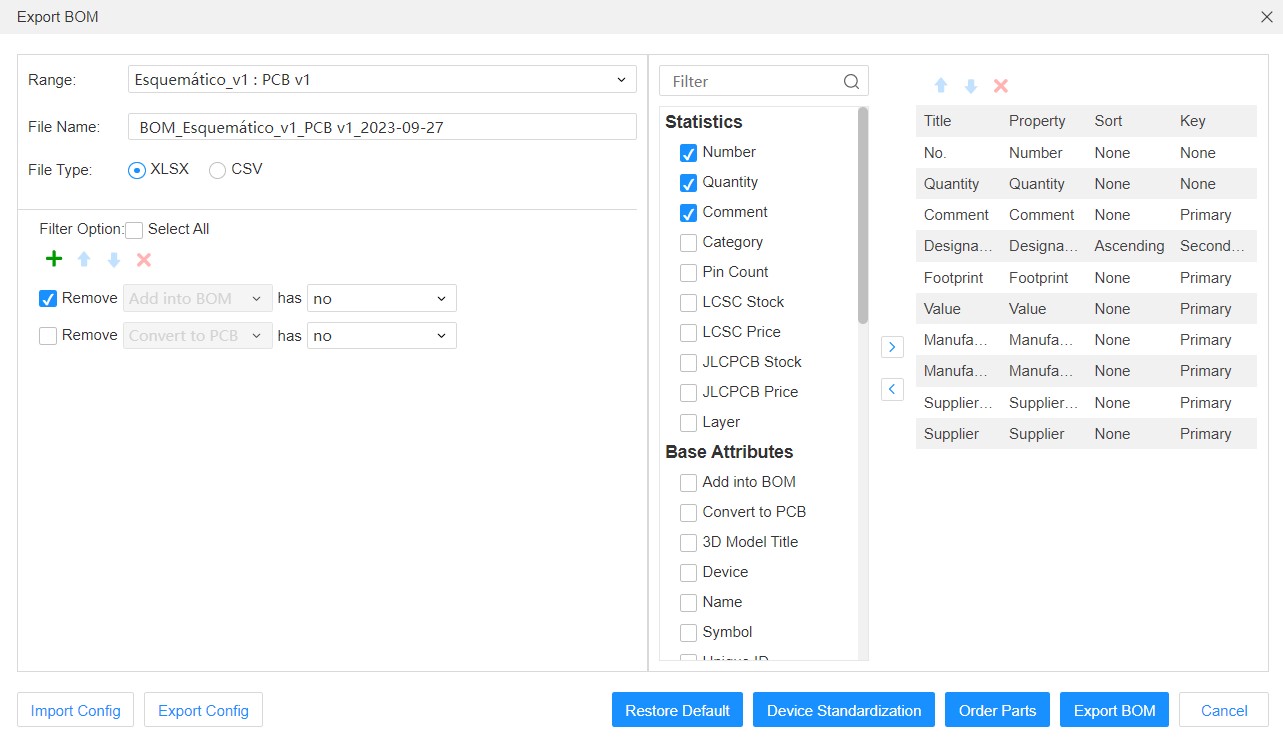 Export BOM
Range: Esquemático_v1 : PCB v1
File Name: BOM_Esquemático_v1_PCB v1_2023-09-27
File Type: XLSX CSV
Filter Option: Select All
Remove Add into BOM has no
Remove Convert to PCB has no
Filter
Statistics
Number
Quantity
Comment
Category
Pin Count
LCSC Stock
LCSC Price
JLCPCB Stock
JLCPCB Price
Layer
Base Attributes
Add into BOM
Convert to PCB
3D Model Title
Device
Name
Symbol
Unique ID
Title Property Sort Key
No. Number None None
Quantity Quantity None None
Comment Comment None Primary
Designa... Designa... Ascending Second...
Footprint Footprint None Primary
Value Value None Primary
Manufa... Manufa... None Primary
Manufa... Manufa... None Primary
Supplier... Supplier... None Primary
Supplier Supplier None Primary
Import Config Export Config Restore Default Device Standardization Order Parts Export BOM Cancel